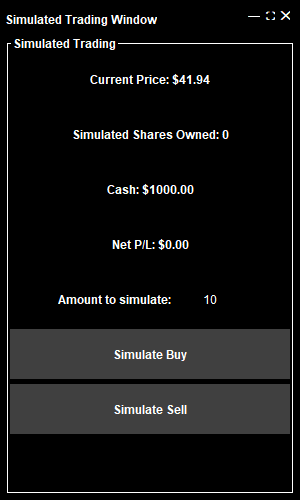 Simulated Trading Window
Simulated Trading
Current Price: $41.94
Simulated Shares Owned: 0
Cash: $1000.00
Net P/L: $0.00
Amount to simulate: 10
Simulate Buy
Simulate Sell